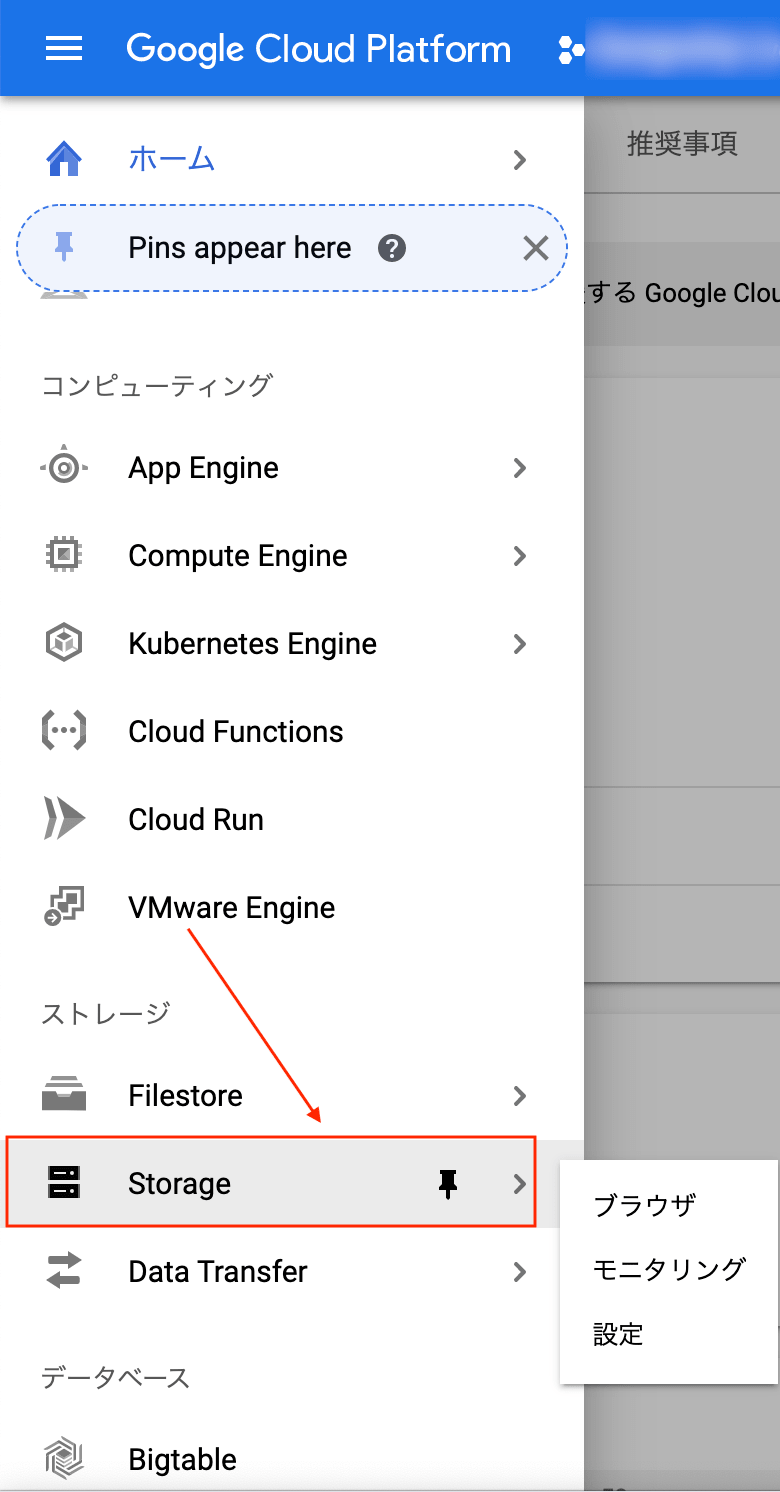 Google Cloud Platform
ホーム
推奨事項
Pins appear here
する Google Clou
コンピューティング
App Engine
Compute Engine
Kubernetes Engine
Cloud Functions
Cloud Run
VMware Engine
ストレージ
Filestore
Storage
ブラウザ
モニタリング
設定
Data Transfer
データベース
Bigtable